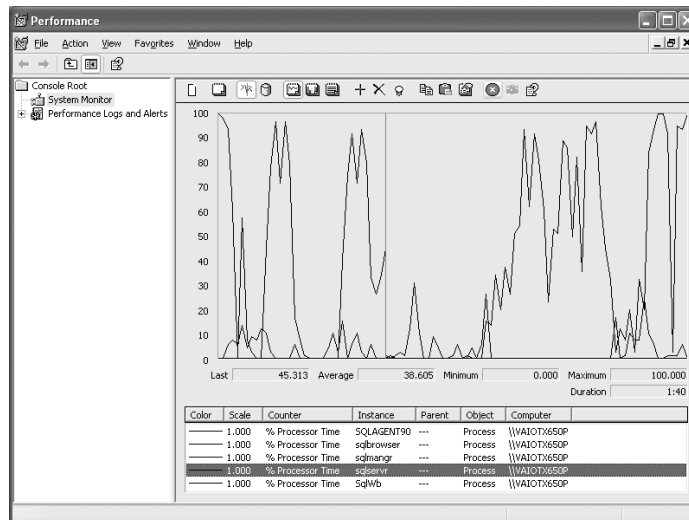 Performance
File Action View Favorites Window Help
Console Root
System Monitor
Performance Logs and Alerts
100
90
80
70
60
50
40
30
20
10
0
Last 45.313 Average 38.605 Minimum 0.000 Maximum 100.000
Duration 1:40
Color Scale Counter Instance Parent Object Computer
1.000 % Processor Time SQLAGENT90 --- Process \\VAIOTX650P
1.000 % Processor Time sqlbrowser --- Process \\VAIOTX650P
1.000 % Processor Time sqlmangr --- Process \\VAIOTX650P
1.000 % Processor Time sqlservr --- Process \\VAIOTX650P
1.000 % Processor Time SqlWb --- Process \\VAIOTX650P